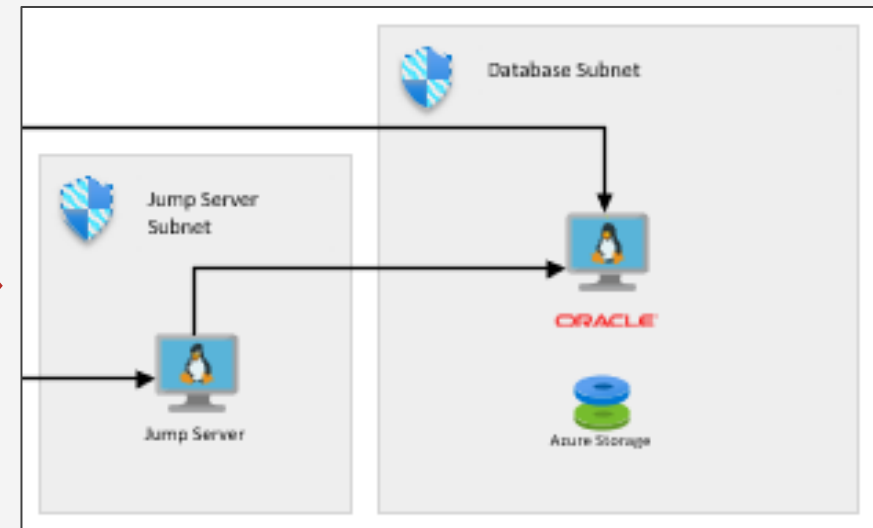 Database Subnet
Jump Server
Subnet
ORACLE
Jump Server
Azure Storage